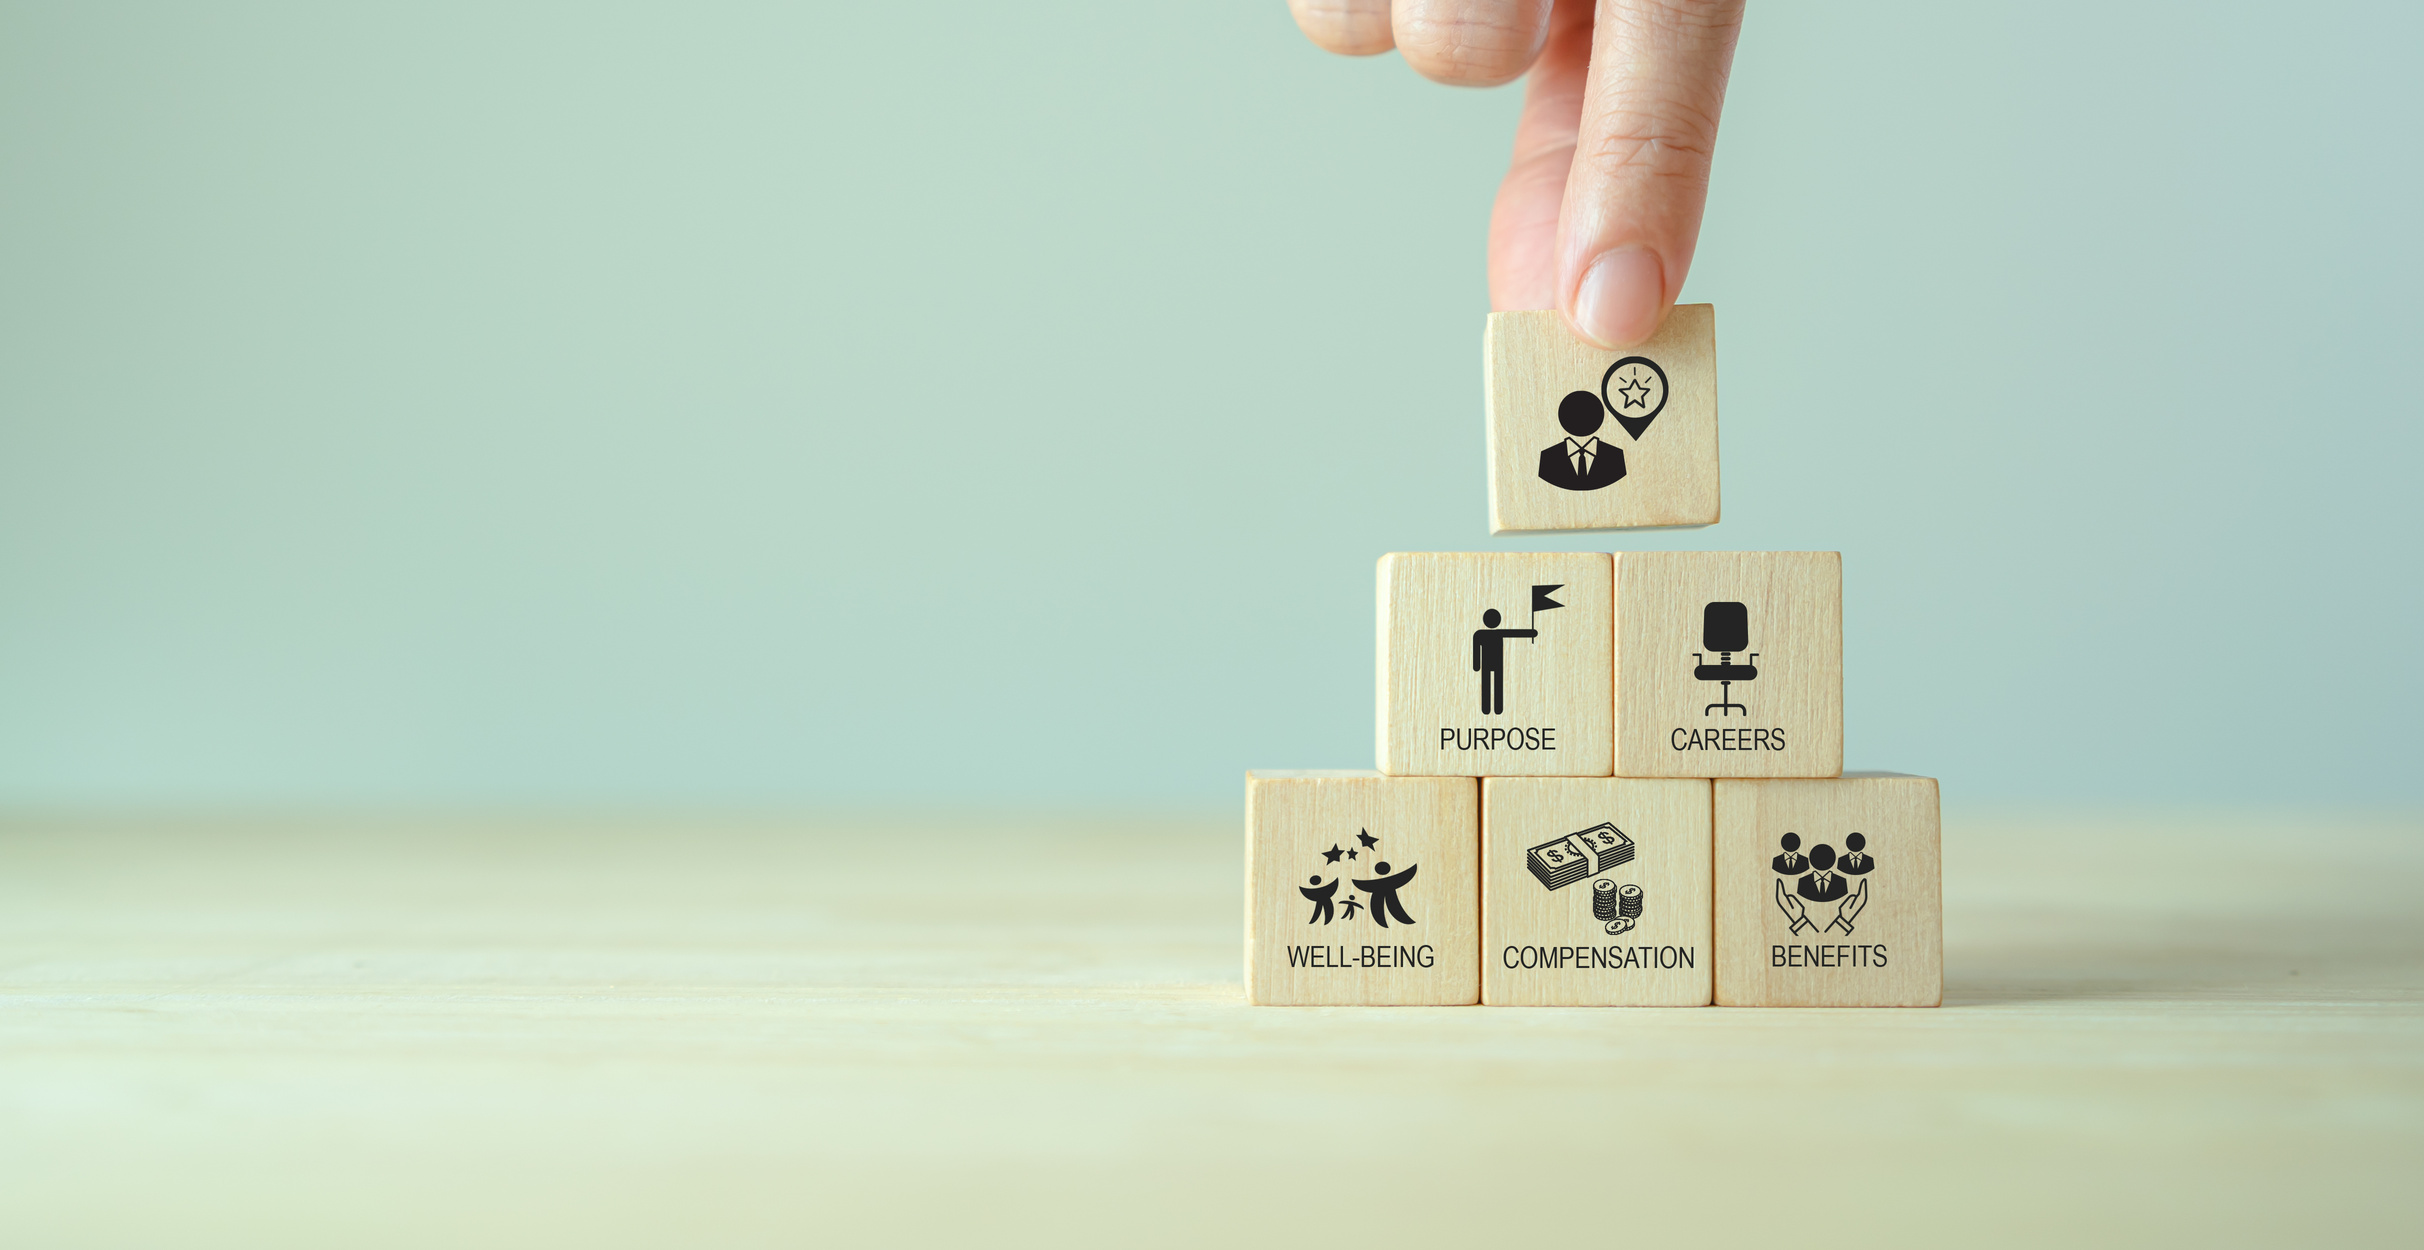 PURPOSE
CAREERS
WELL-BEING
COMPENSATION
BENEFITS